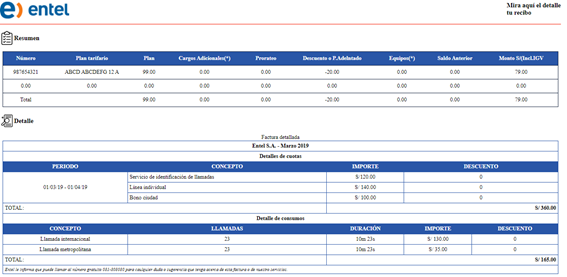 entel
Mira aquí el detalle
tu recibo
Resumen
Número Plan tarifario Plan Cargos Adicionales(*) Prorrateo Descuento o P.Adelntado Equipos(*) Saldo Anterior Monto S/(Incl.IGV
987654321 ABCD ABCDEFG 12 A 99.00 0.00 0.00 -20.00 0.00 0.00 79.00
0.00 0.00 0.00 0.00 0.00 0.00 0.00 0.00 0.00
Total 99.00 0.00 0.00 -20.00 0.00 0.00 79.00
Detalle
Factura detallada
Entel S.A. - Marzo 2019
Detalles de cuotas
PERIODO CONCEPTO IMPORTE DESCUENTO
01/03/19 - 01/04/19
Servicio de identificación de llamadas S/ 120.00 0
Línea individual S/ 140.00 0
Bono ciudad S/ 100.00 0
TOTAL: S/ 360.00
Detalle de consumos
CONCEPTO LLAMADAS DURACIÓN IMPORTE DESCUENTO
Llamada internacional 23 10m 23s S/ 130.00 0
Llamada metropolitana 23 10m 23s S/ 35.00 0
TOTAL: S/ 165.00
Entel le informa que puede llamar al número gratuito para cualquier duda o sugerencia que tenga acerca de esta factura o de nuestro servicio.